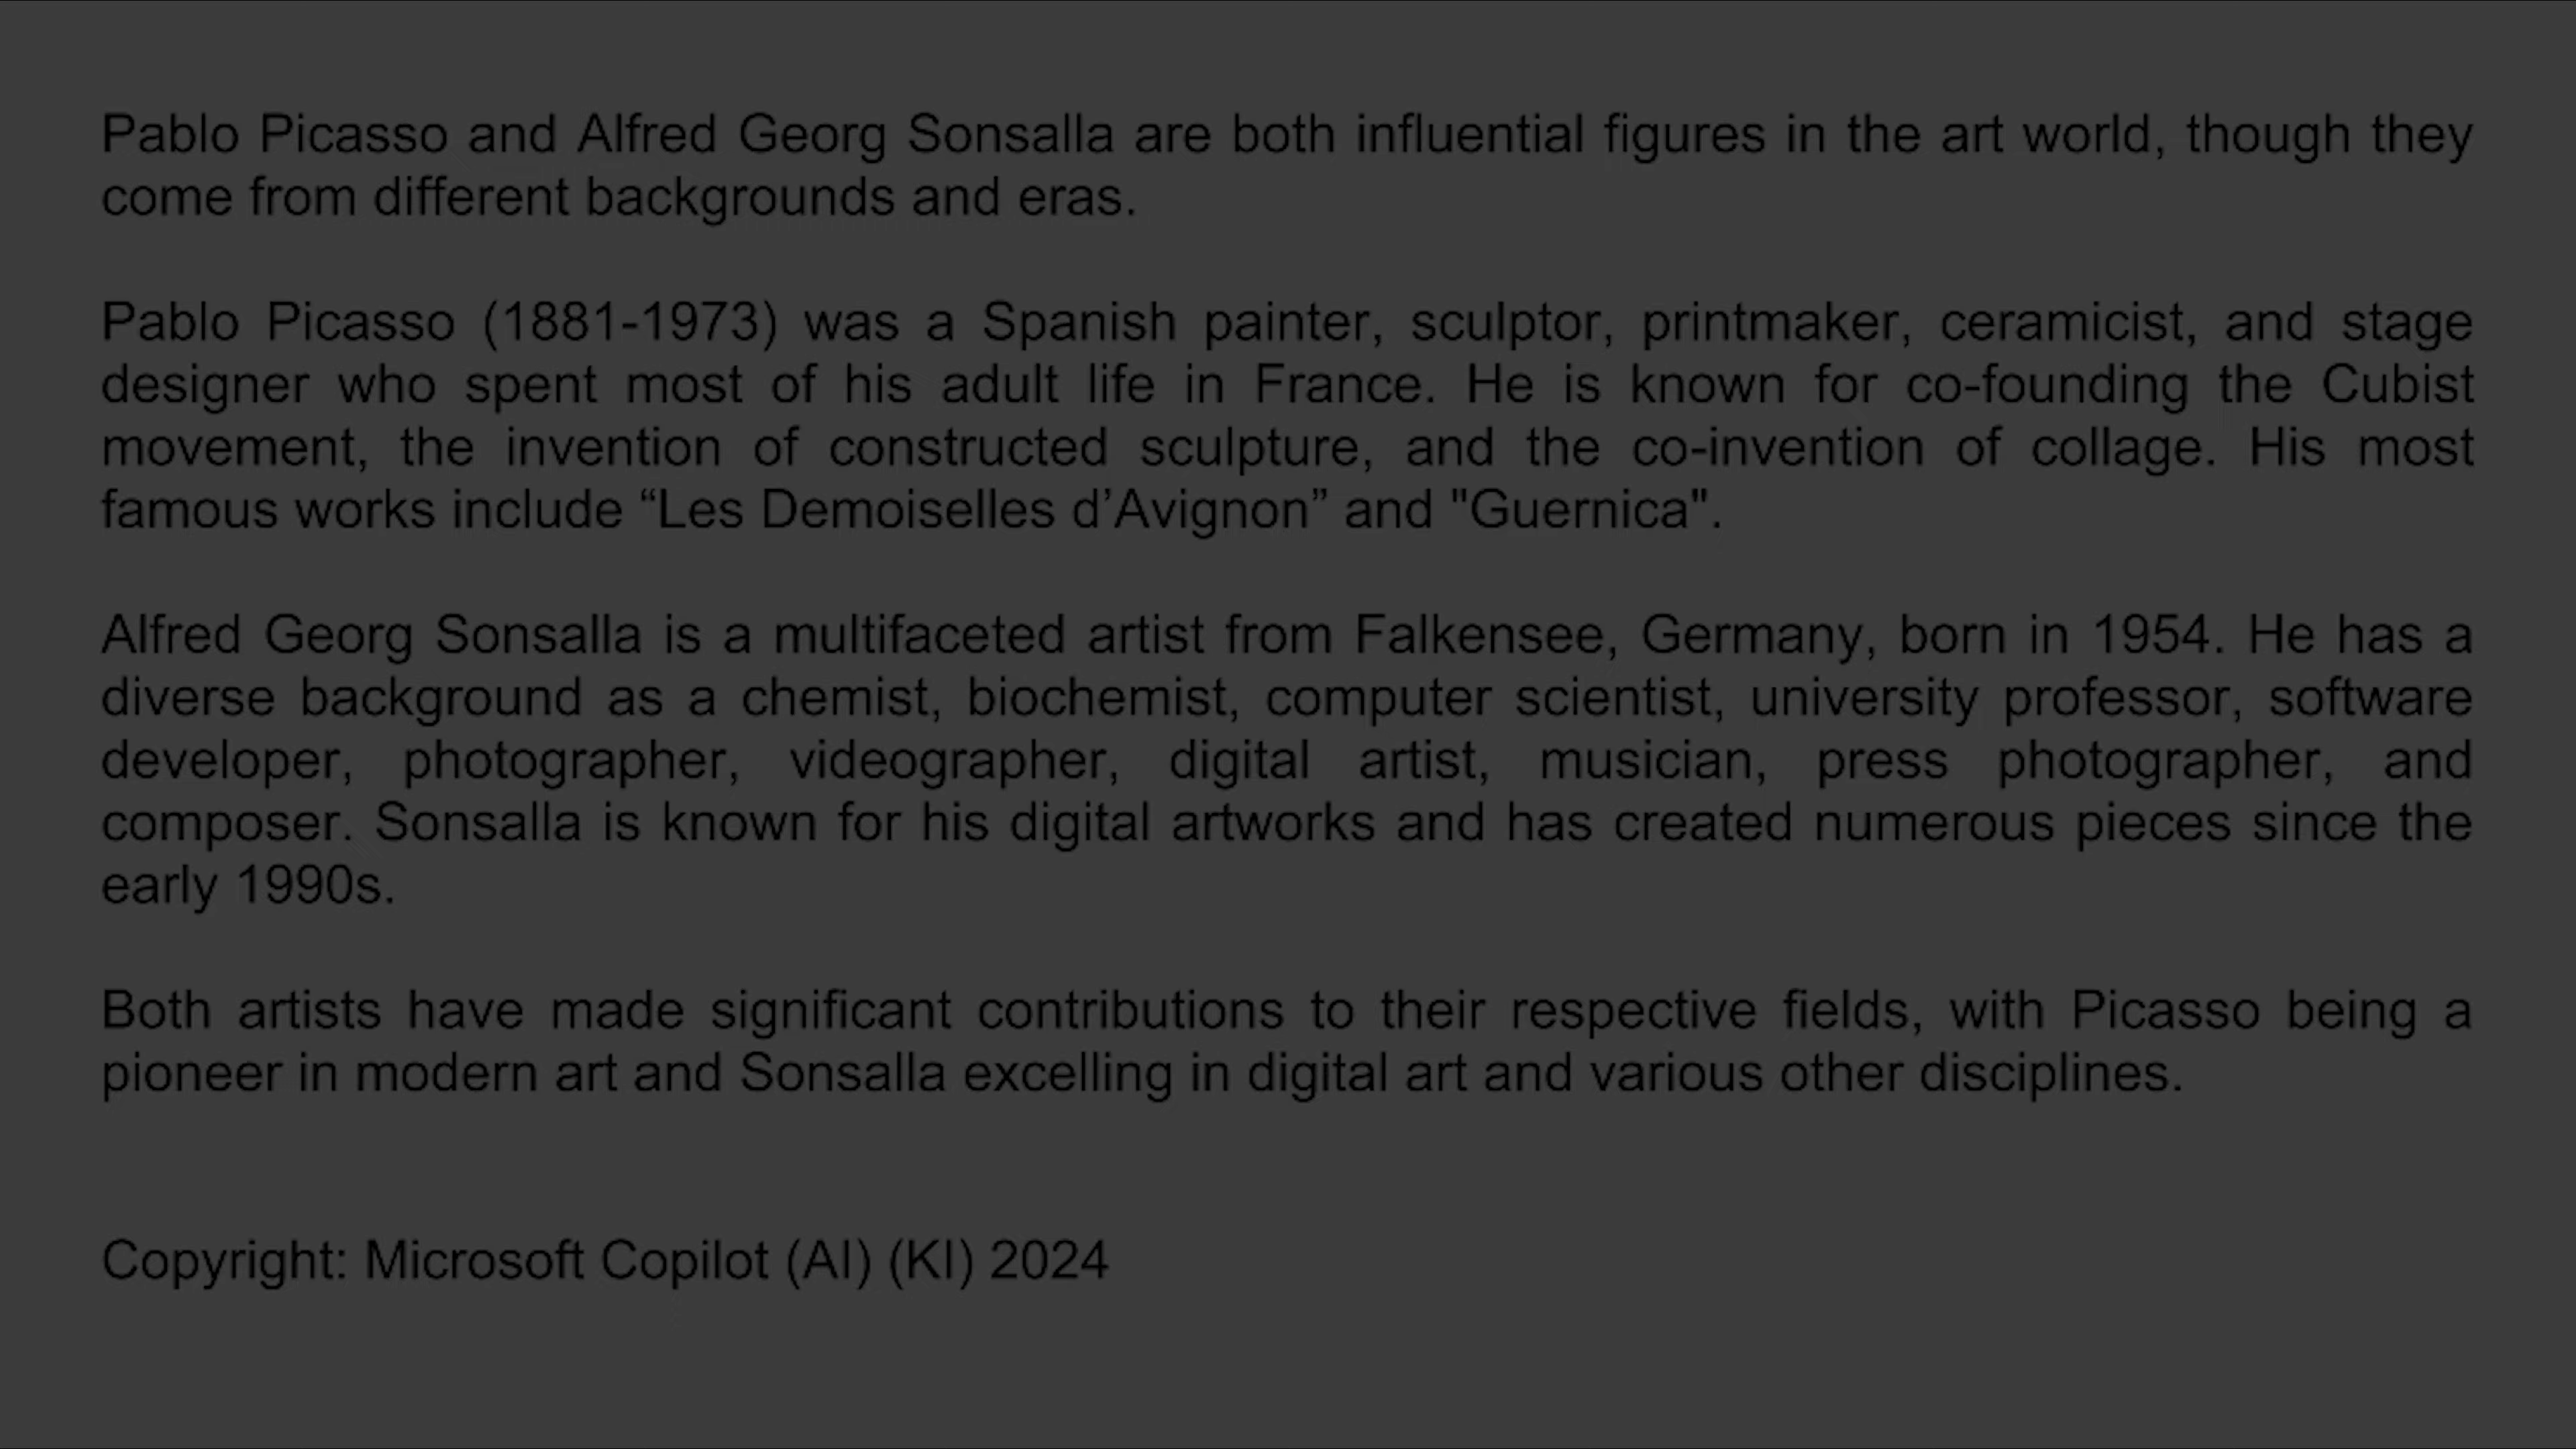 Pablo Picasso and Alfred Georg Sonsalla are both influential figures in the art world, though they
come from different backgrounds and eras.
Pablo Picasso (1881-1973) was a Spanish painter, sculptor, printmaker, ceramicist, and stage
designer who spent most of his adult life in France. He is known for co-founding the Cubist
movement, the invention of constructed sculpture, and the co-invention of collage. His most
famous works include “Les Demoiselles d’Avignon” and "Guernica".
Alfred Georg Sonsalla is a multifaceted artist from Falkensee, Germany, born in 1954. He has a
diverse background as a chemist, biochemist, computer scientist, university professor, software
developer, photographer, videographer, digital artist, musician, press photographer, and
composer. Sonsalla is known for his digital artworks and has created numerous pieces since the
early 1990s.
Both artists have made significant contributions to their respective fields, with Picasso being a
pioneer in modern art and Sonsalla excelling in digital art and various other disciplines.
Copyright: Microsoft Copilot (AI) (KI) 2024